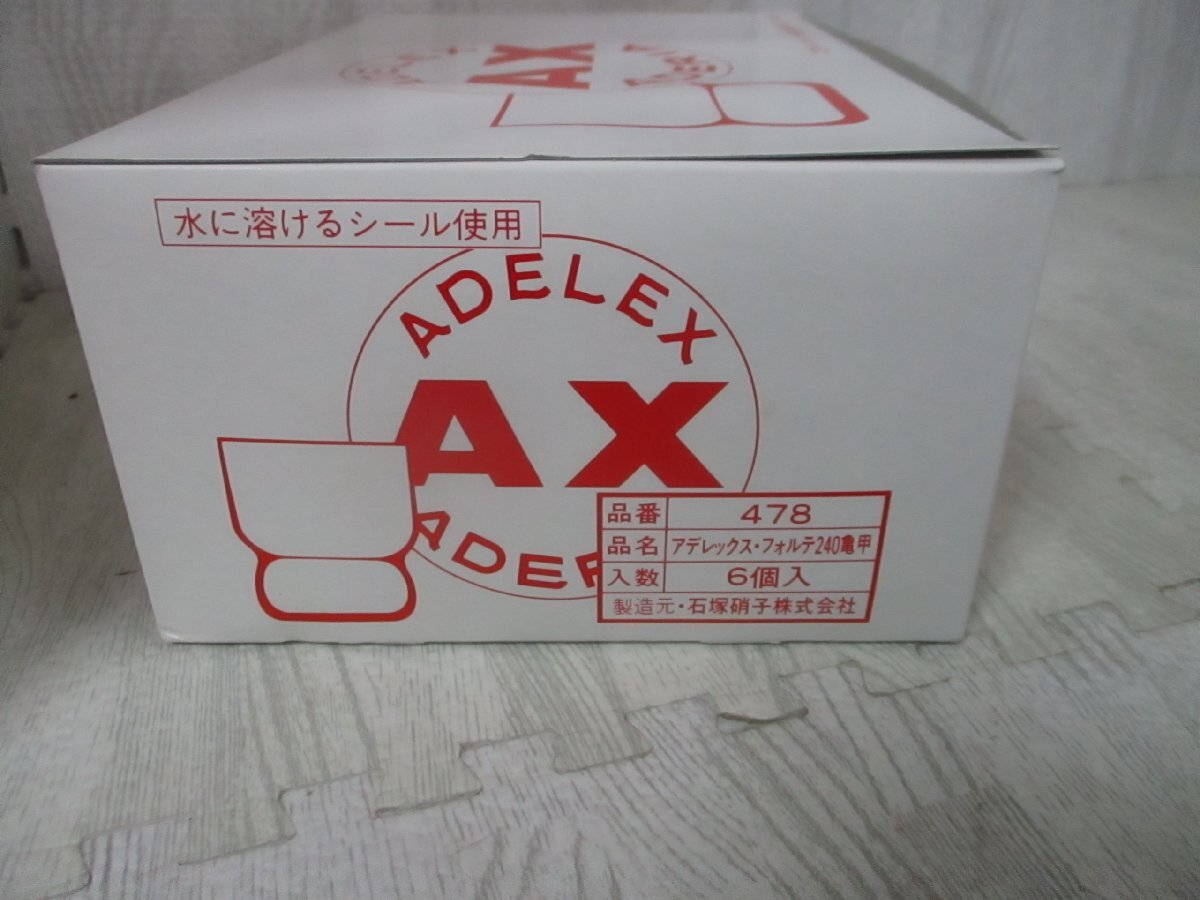 AX
水に溶けるシール使用
ADELEX
AX
品番 478
品名 アデレックス・フォルテ240亀甲
入数 6個入
製造元・石塚硝子株式会社